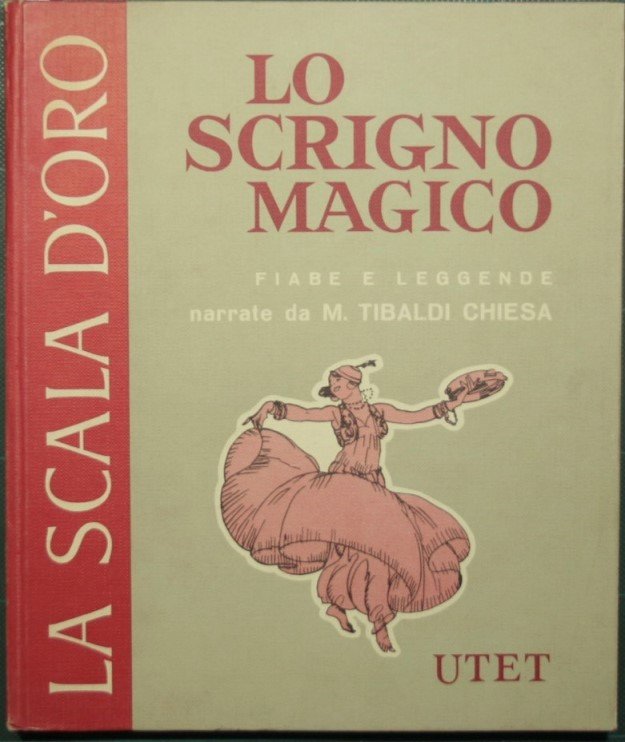 LA SCALA D'ORO
LO
SCRIGNO
MAGICO
FIABE E LEGGENDE
narrate da M. TIBALDI CHIESA
UTET